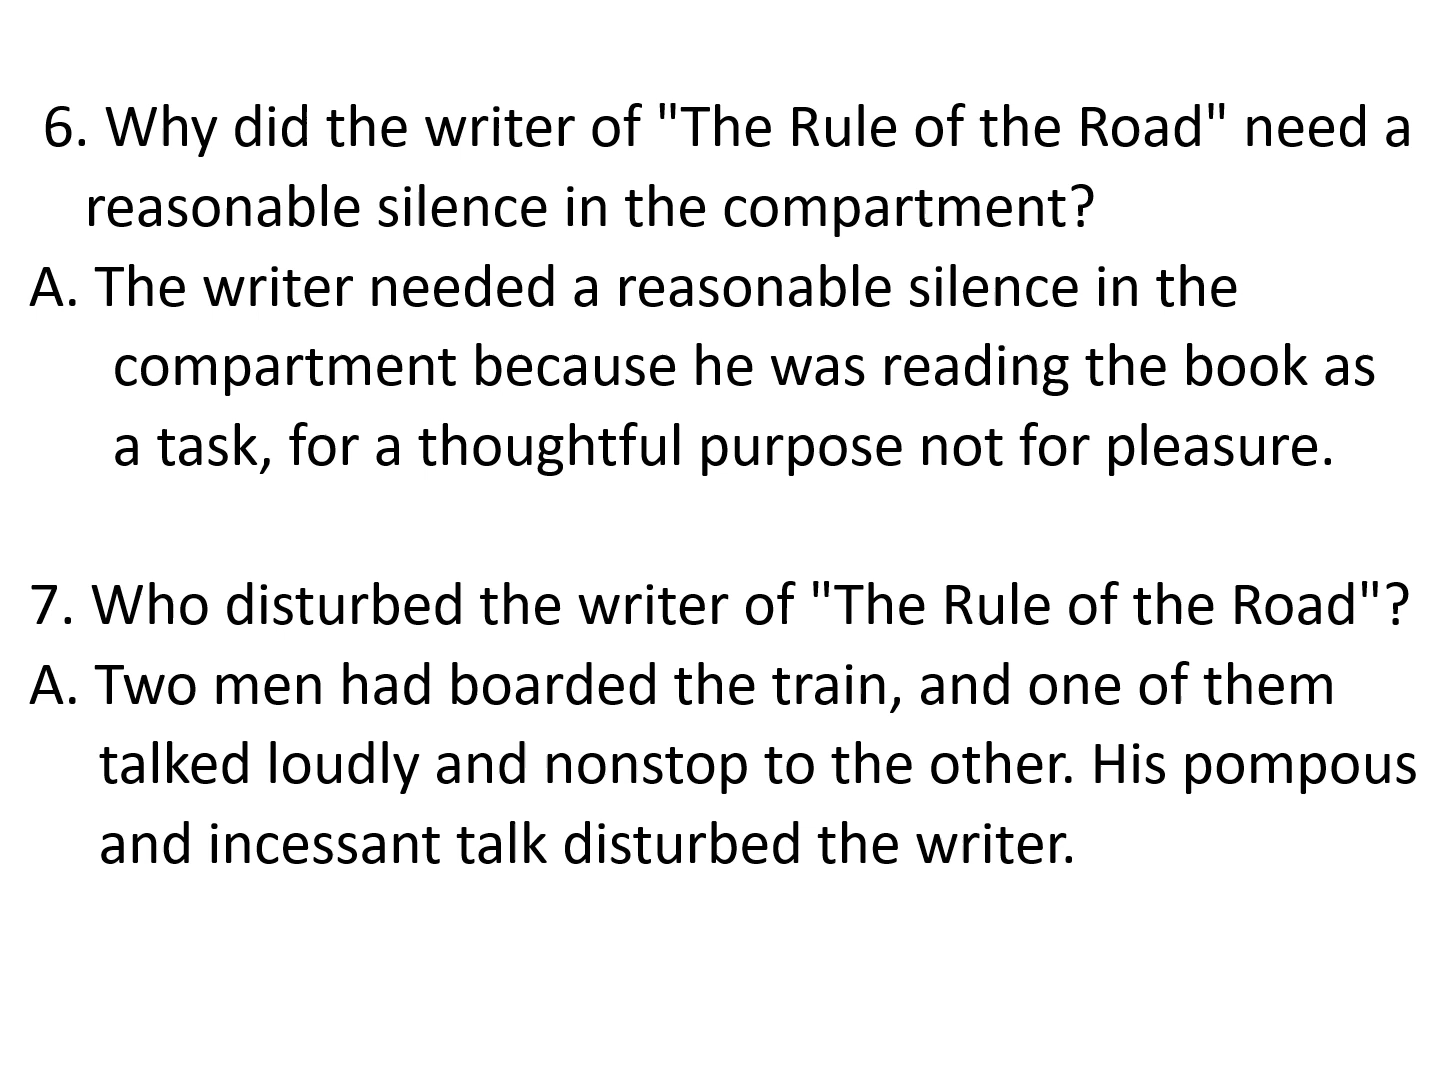 6. Why did the writer of "The Rule of the Road" need a
reasonable silence in the compartment?
A. The writer needed a reasonable silence in the
compartment because he was reading the book as
a task, for a thoughtful purpose not for pleasure.
7. Who disturbed the writer of "The Rule of the Road"?
A. Two men had boarded the train, and one of them
talked loudly and nonstop to the other. His pompous
and incessant talk disturbed the writer.